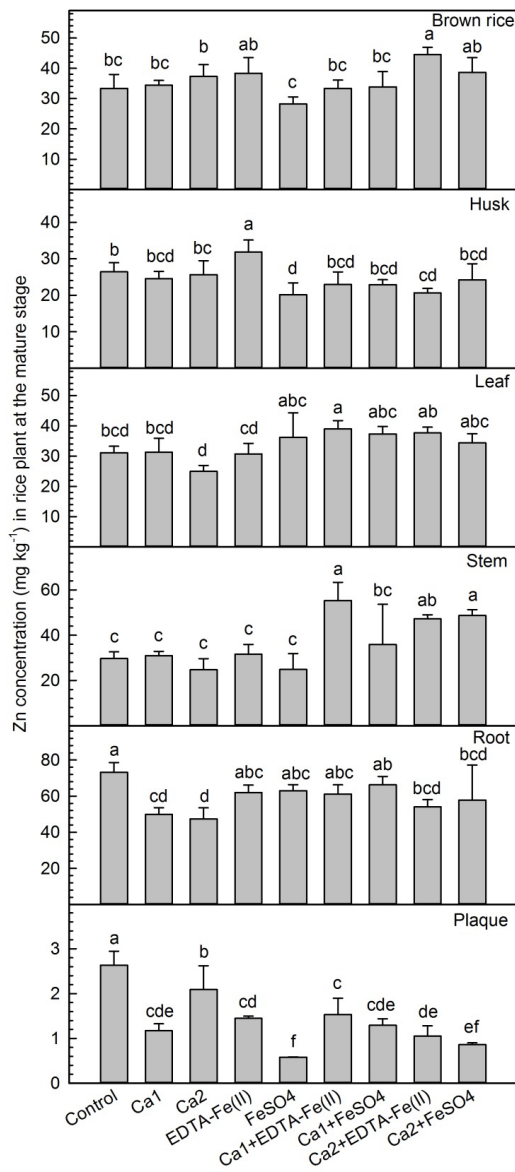 Zn concentration (mg kg⁻¹) in rice plant at the mature stage
Brown rice
50
40
30
20
10
bc bc b ab c bc bc a ab
Husk
40
30
20
10
b bcd bc a d bcd bcd cd bcd
Leaf
50
40
30
20
10
bcd bcd d cd abc a abc ab abc
Stem
60
40
20
c c c c c a bc ab a
Root
80
60
40
20
a cd d abc abc abc ab bcd bcd
Plaque
3
2
1
0
a cde b cd f c cde de ef
Control
Ca1
Ca2
EDTA-Fe(II)
FeSO4
Ca1+EDTA-Fe(II)
Ca1+FeSO4
Ca2+EDTA-Fe(II)
Ca2+FeSO4